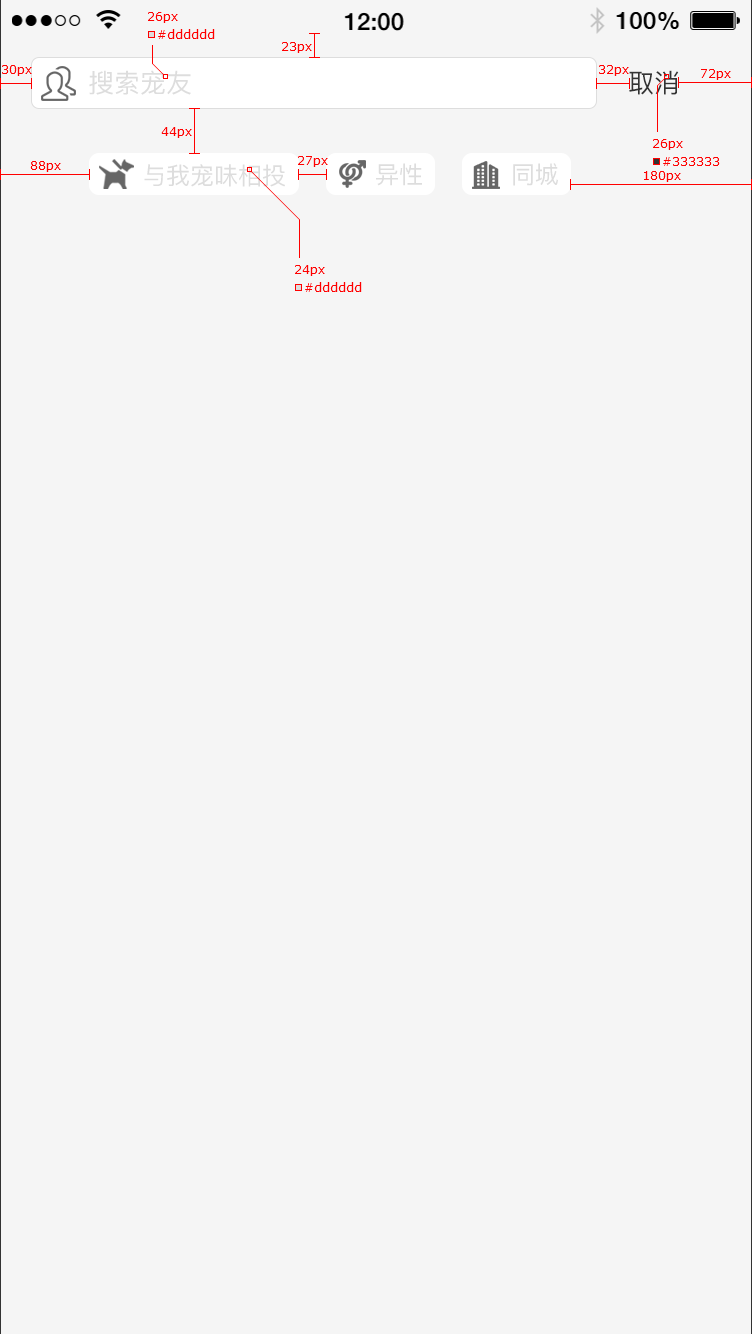 26px
#dddddd
12:00
100%
23px
30px
搜索宠友
32px
取消
72px
44px
26px
#333333
88px
与我宠味相投
27px
异性
同城
180px
24px
#dddddd